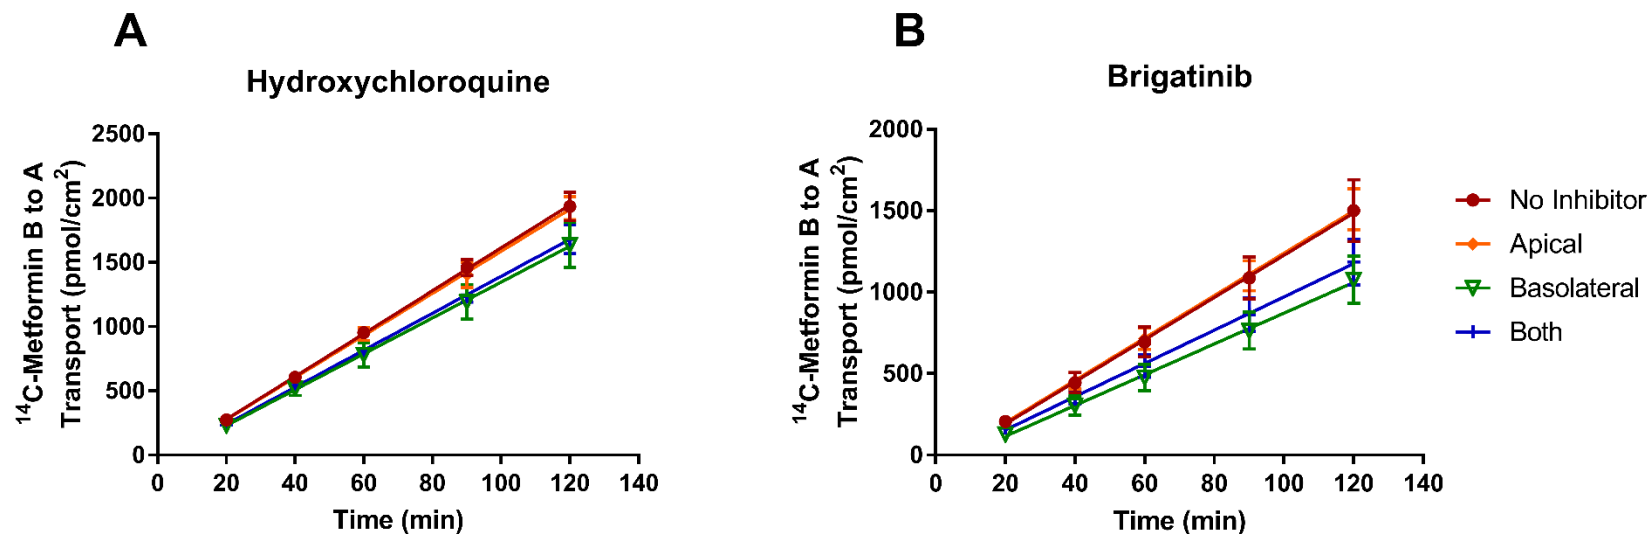 A
Hydroxychloroquine
¹⁴C-Metformin B to A
Transport (pmol/cm²)
2500
2000
1500
1000
500
0
0 20 40 60 80 100 120 140
Time (min)
B
Brigatinib
¹⁴C-Metformin B to A
Transport (pmol/cm²)
2000
1500
1000
500
0
0 20 40 60 80 100 120 140
Time (min)
No Inhibitor
Apical
Basolateral
Both